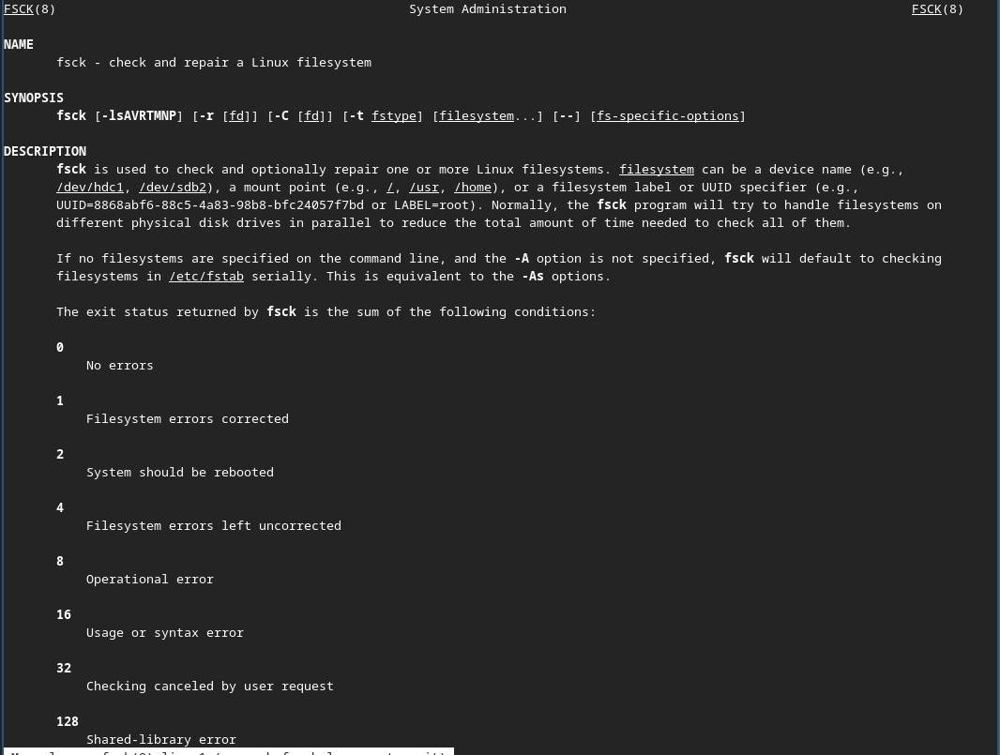 FSCK(8) System Administration FSCK(8)
NAME
fsck - check and repair a Linux filesystem
SYNOPSIS
fsck [-lsAVRTMNP] [-r [fd]] [-C [fd]] [-t fstype] [filesystem...] [--] [fs-specific-options]
DESCRIPTION
fsck is used to check and optionally repair one or more Linux filesystems. filesystem can be a device name (e.g.,
/dev/hdc1, /dev/sdb2), a mount point (e.g., /, /usr, /home), or a filesystem label or UUID specifier (e.g.,
UUID=8868abf6-88c5-4a83-98b8-bfc24057f7bd or LABEL=root). Normally, the fsck program will try to handle filesystems on
different physical disk drives in parallel to reduce the total amount of time needed to check all of them.
If no filesystems are specified on the command line, and the -A option is not specified, fsck will default to checking
filesystems in /etc/fstab serially. This is equivalent to the -As options.
The exit status returned by fsck is the sum of the following conditions:
0
No errors
1
Filesystem errors corrected
2
System should be rebooted
4
Filesystem errors left uncorrected
8
Operational error
16
Usage or syntax error
32
Checking canceled by user request
128
Shared-library error